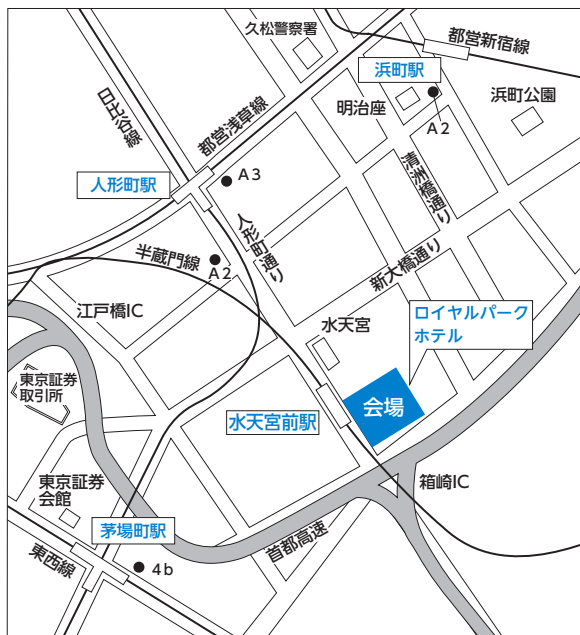 久松警察署
都営新宿線
浜町駅
日比谷線
都営浅草線
明治座
A2
浜町公園
人形町駅
A3
清洲橋通り
人形町通り
半蔵門線
A2
新大橋通り
江戸橋IC
水天宮
ロイヤルパーク
ホテル
東京証券
取引所
会場
水天宮前駅
東京証券
会館
箱崎IC
茅場町駅
首都高速
東西線
4b